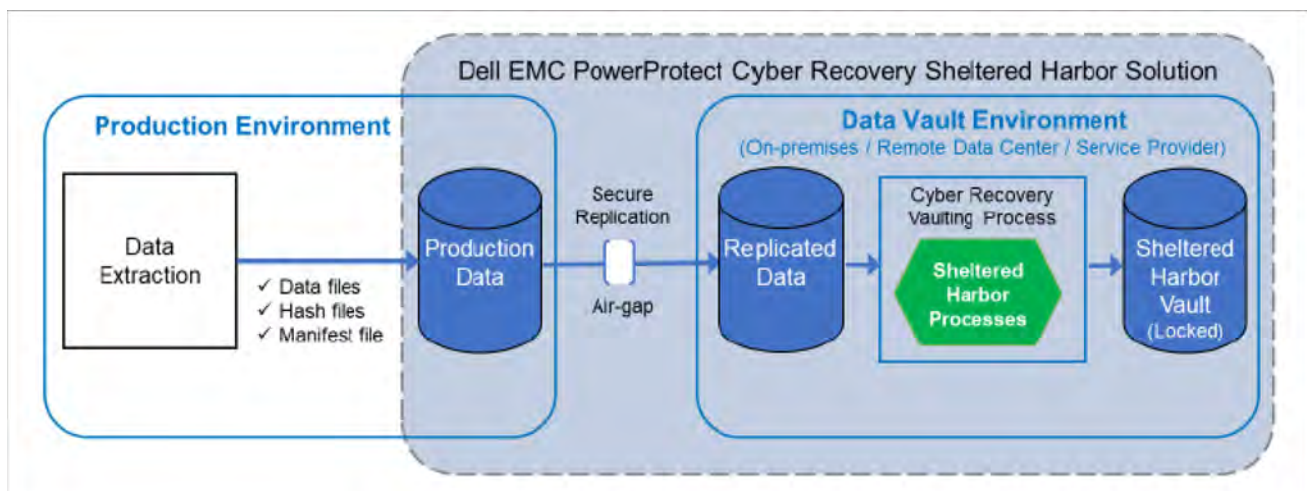 Dell EMC PowerProtect Cyber Recovery Sheltered Harbor Solution
Production Environment
Data
Extraction
✓ Data files
✓ Hash files
✓ Manifest file
Production
Data
Secure
Replication
Air-gap
Data Vault Environment
(On-premises / Remote Data Center / Service Provider)
Replicated
Data
Cyber Recovery
Vaulting Process
Sheltered
Harbor
Processes
Sheltered
Harbor
Vault
(Locked)